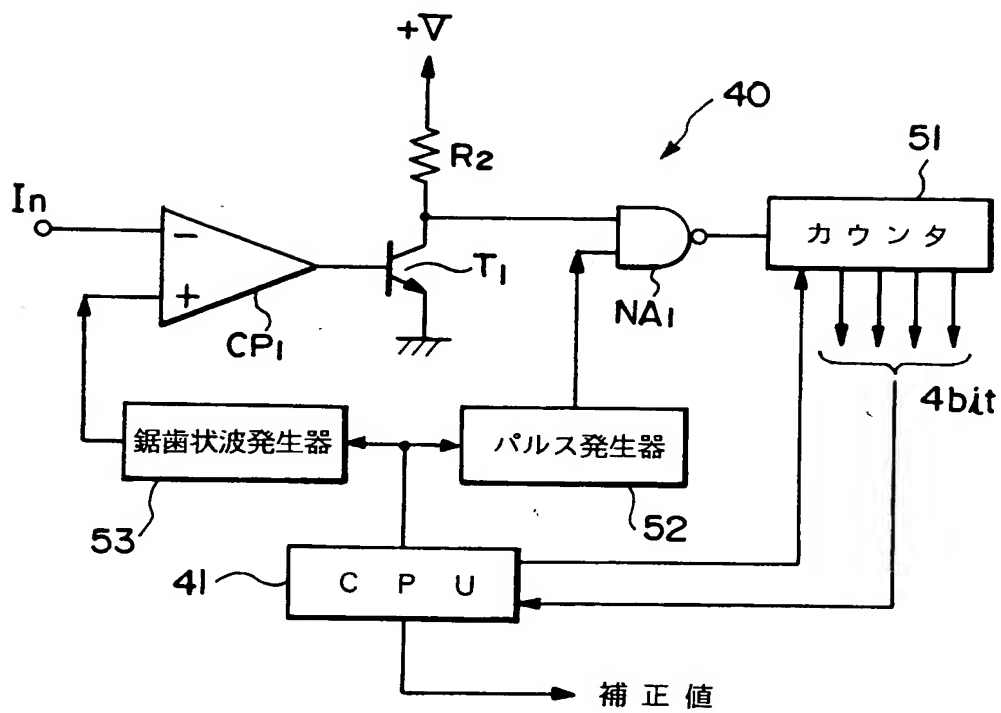 +V
40
R2
51
In
カウンタ
−
+
T1
NA1
CP1
4bit
鋸歯状波発生器
パルス発生器
53
52
41
CPU
補正値